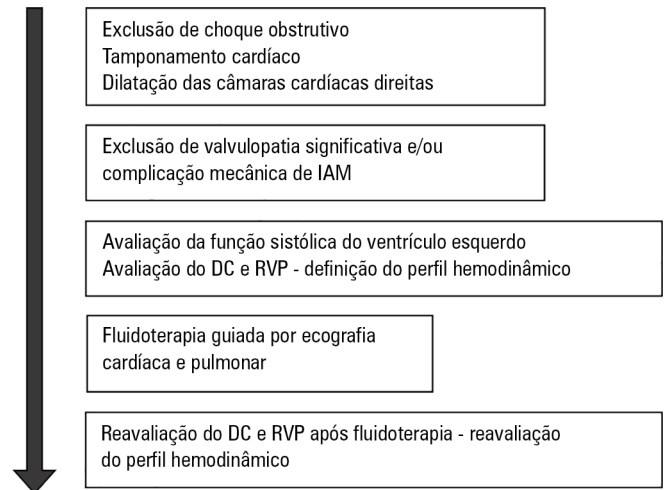 Exclusão de choque obstrutivo
Tamponamento cardíaco
Dilatação das câmaras cardíacas direitas
Exclusão de valvulopatia significativa e/ou
complicação mecânica de IAM
Avaliação da função sistólica do ventrículo esquerdo
Avaliação do DC e RVP - definição do perfil hemodinâmico
Fluidoterapia guiada por ecografia
cardíaca e pulmonar
Reavaliação do DC e RVP após fluidoterapia - reavaliação
do perfil hemodinâmico